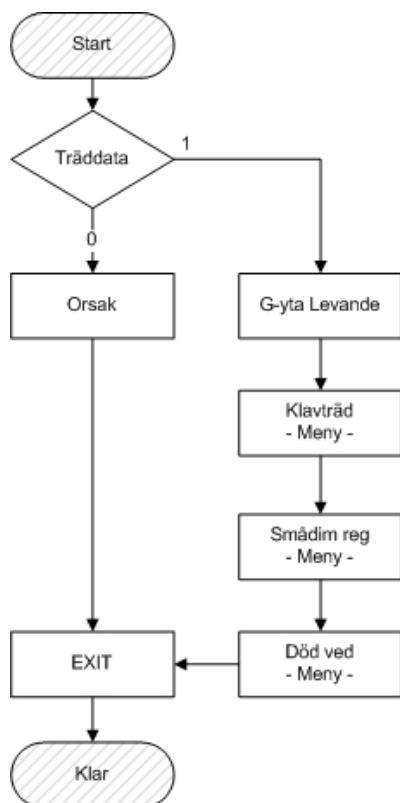 Start
Träddata
1
0
Orsak
G-yta Levande
Klavträd
- Meny -
Smådim reg
- Meny -
EXIT
Död ved
- Meny -
Klar